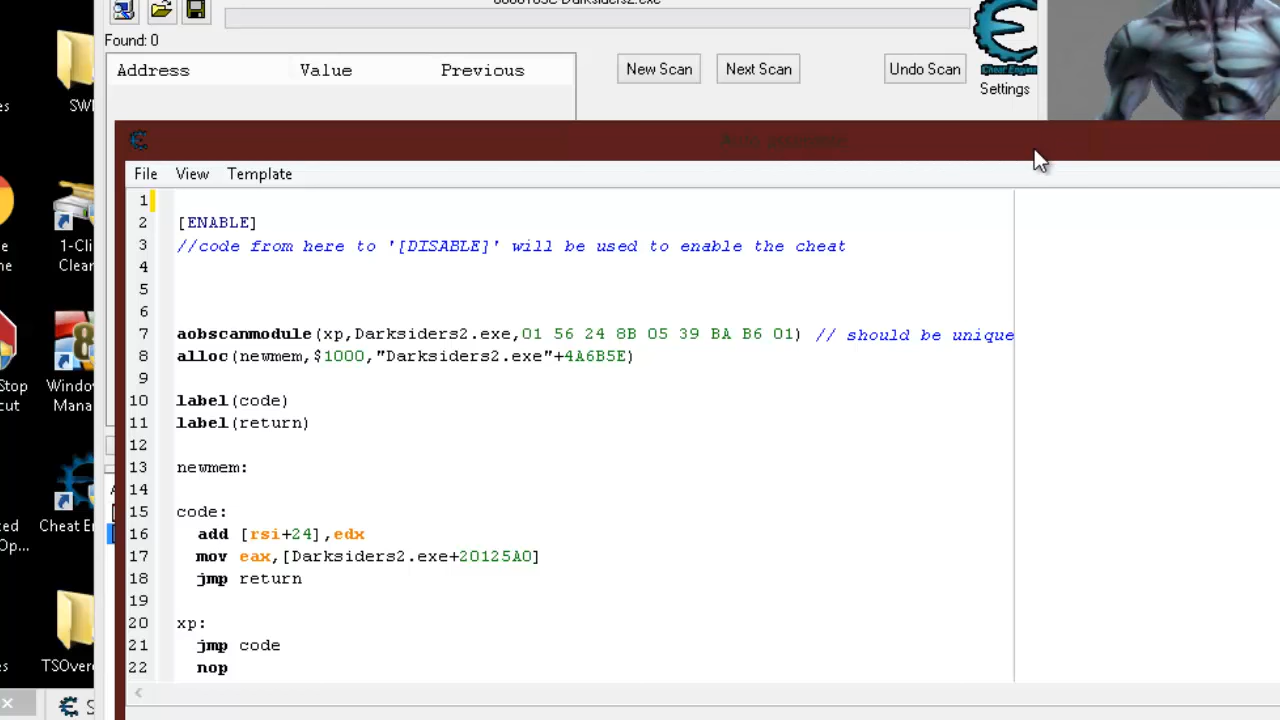 Found: 0
Address Value Previous
New Scan Next Scan Undo Scan
Cheat Engine
Settings
File View Template
1
2 [ENABLE]
3 //code from here to '[DISABLE]' will be used to enable the cheat
4
5
6
7 aobscanmodule(xp,Darksiders2.exe,01 56 24 8B 05 39 BA B6 01) // should be unique
8 alloc(newmem,$1000,"Darksiders2.exe"+4A6B5E)
9
10 label(code)
11 label(return)
12
13 newmem:
14
15 code:
16 add [rsi+24],edx
17 mov eax,[Darksiders2.exe+20125A0]
18 jmp return
19
20 xp:
21 jmp code
22 nop
1-Cli
Clean
Stop
Window
Mana
Cheat En
Op...
TSOver